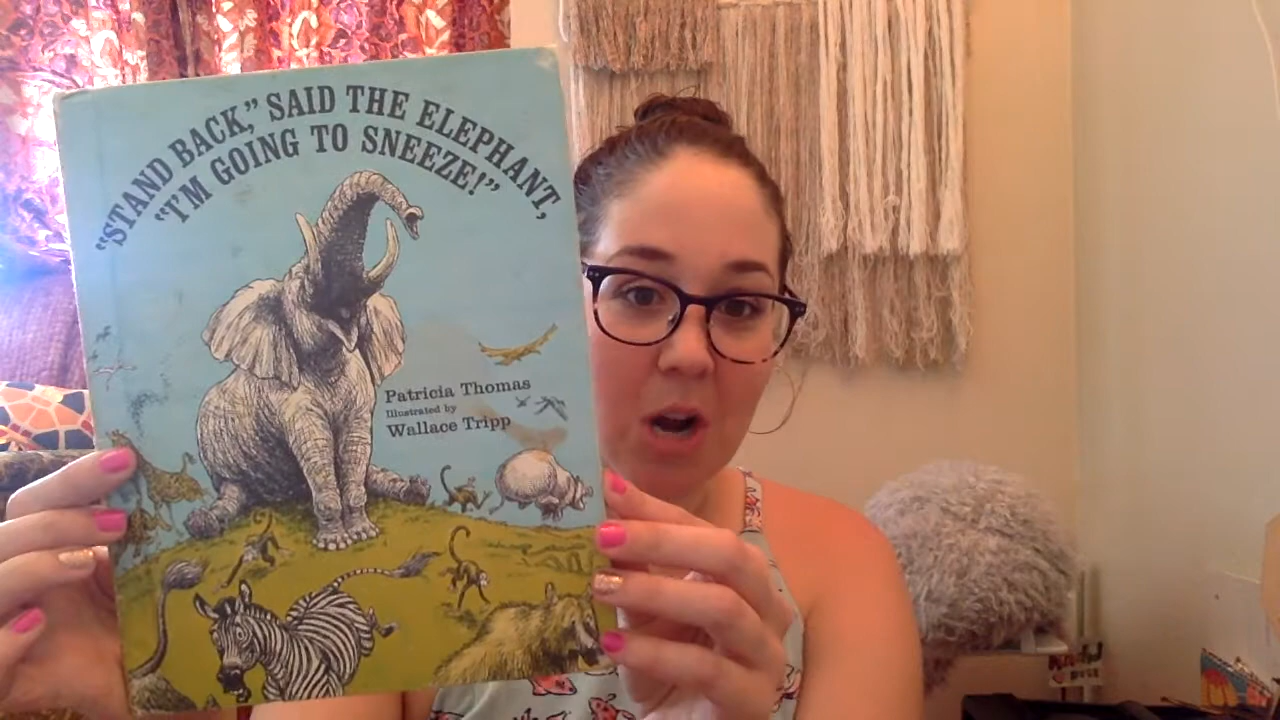 "STAND BACK," SAID THE ELEPHANT,
"I'M GOING TO SNEEZE!"
Patricia Thomas
Illustrated by
Wallace Tripp